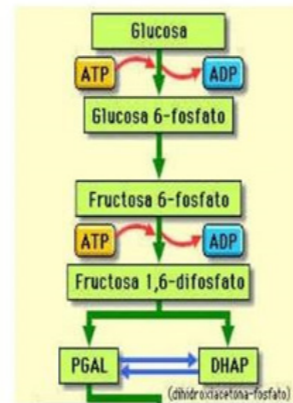 Glucosa
ATP ADP
Glucosa 6-fosfato
Fructosa 6-fosfato
ATP ADP
Fructosa 1,6-difosfato
PGAL DHAP
(dihidroxiacetona-fosfato)